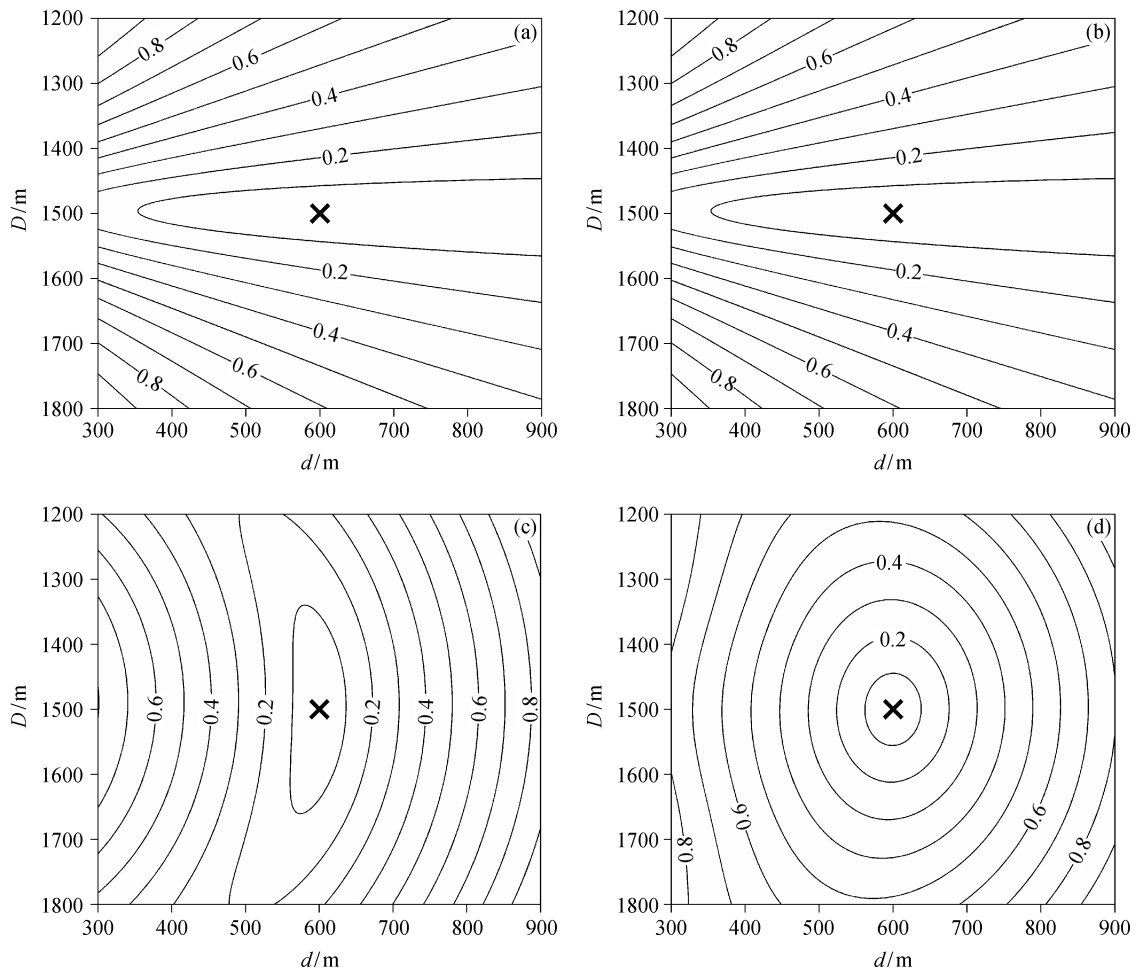 1200 (a) 1200 (b)
0.8 0.6 0.8 0.6
1300 1300
0.4 0.4
1400 0.2 1400 0.2
D/m 1500 D/m 1500
1600 0.2 1600 0.2
1700 0.4 1700 0.4
0.8 0.6 0.8 0.6
1800 1800
300 400 500 600 700 800 900 300 400 500 600 700 800 900
d/m d/m
1200 (c) 1200 (d)
1300 1300 0.4
1400 1400 0.2
D/m 1500 0.6 0.4 0.2 0.2 0.4 0.6 0.8 D/m 1500
1600 1600
1700 1700 0.6 0.6
0.8 0.8
1800 1800
300 400 500 600 700 800 900 300 400 500 600 700 800 900
d/m d/m